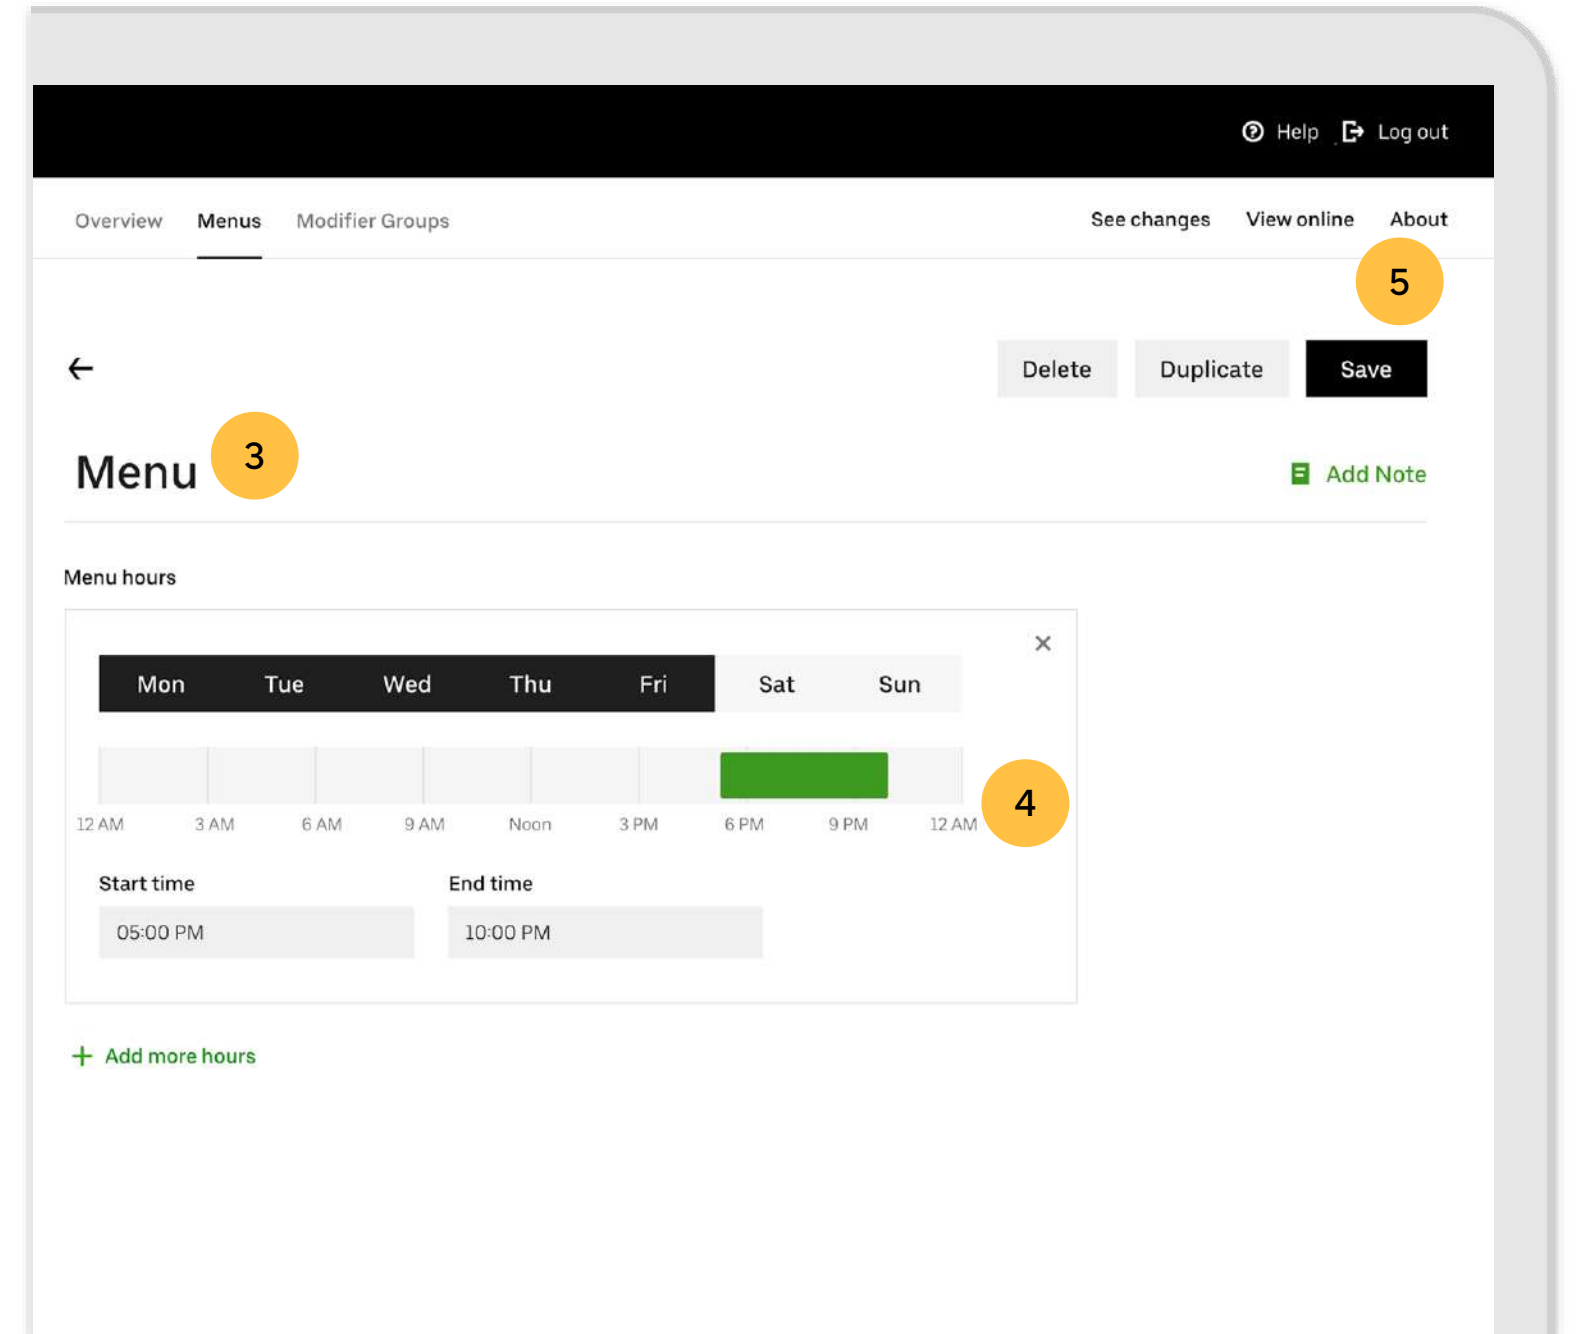 Help Log out
Overview Menus Modifier Groups See changes View online About
5
Delete Duplicate Save
Menu 3 Add Note
Menu hours
Mon Tue Wed Thu Fri Sat Sun
4
12 AM 3 AM 6 AM 9 AM Noon 3 PM 6 PM 9 PM 12 AM
Start time End time
05:00 PM 10:00 PM
+ Add more hours